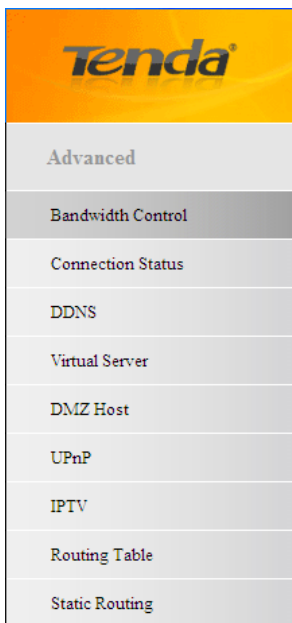 Tenda®
Advanced
Bandwidth Control
Connection Status
DDNS
Virtual Server
DMZ Host
UPnP
IPTV
Routing Table
Static Routing